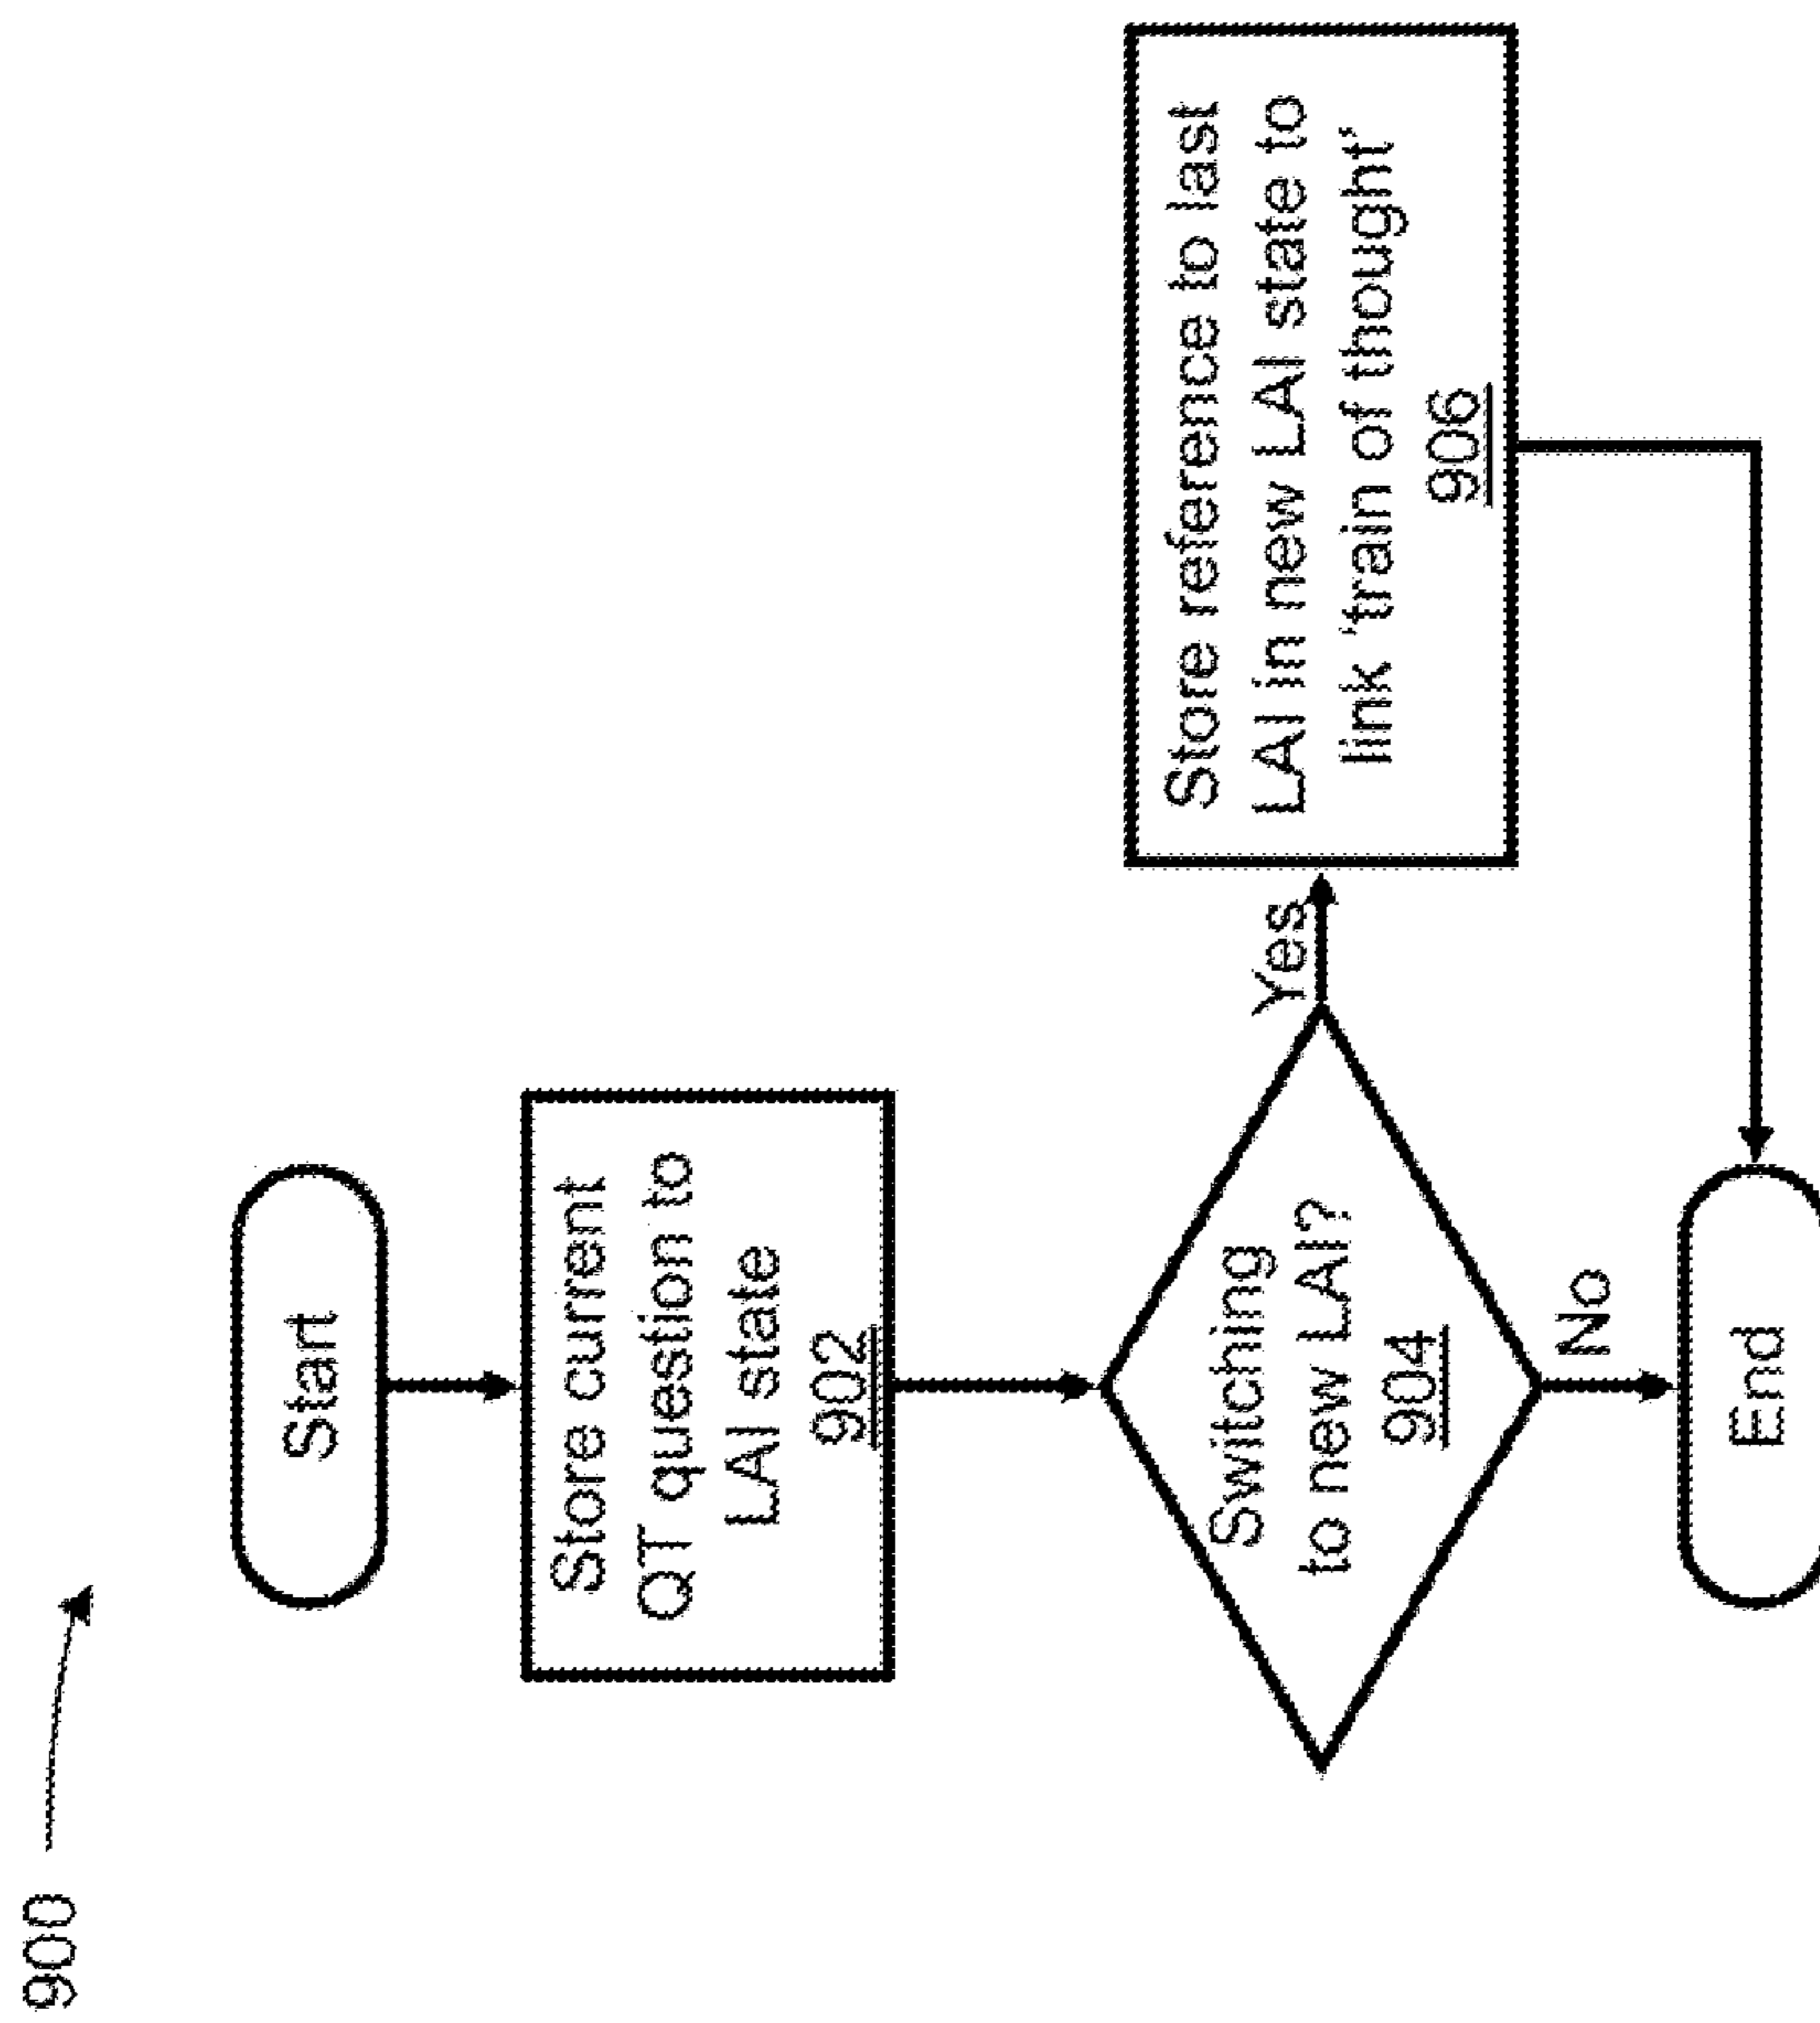 900
Start
Store current
QT question to
LAI state
902
Switching
to new LAI?
904
Yes
Store reference to last
LAI in new LAI state to
link 'train of thought'
906
No
End